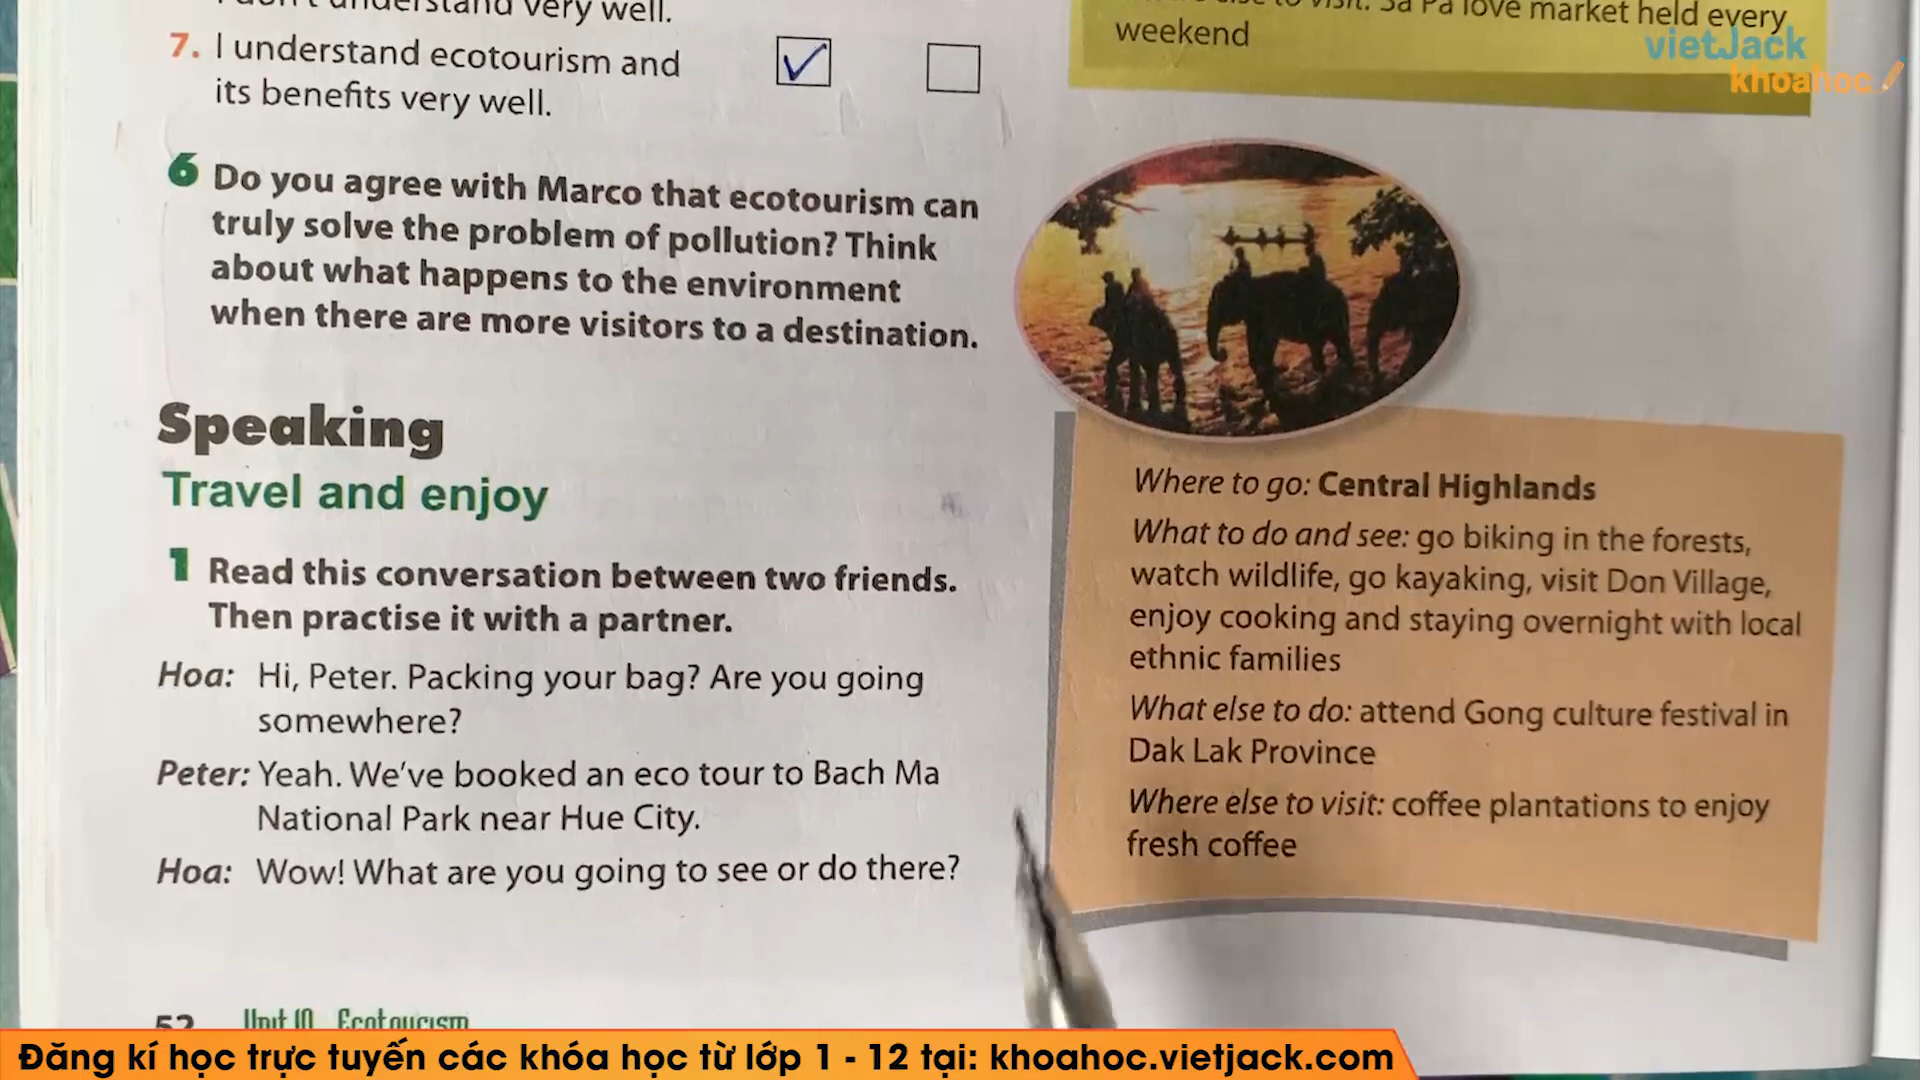 understand very well.
7. I understand ecotourism and
its benefits very well.
6 Do you agree with Marco that ecotourism can
truly solve the problem of pollution? Think
about what happens to the environment
when there are more visitors to a destination.
Speaking
Travel and enjoy
1 Read this conversation between two friends.
Then practise it with a partner.
Hoa: Hi, Peter. Packing your bag? Are you going
somewhere?
Peter: Yeah. We've booked an eco tour to Bach Ma
National Park near Hue City.
Hoa: Wow! What are you going to see or do there?
52 Unit 10 Ecotourism
to visit: Sa Pa love market held every
weekend
vietJack
khoahoc
Where to go: Central Highlands
What to do and see: go biking in the forests,
watch wildlife, go kayaking, visit Don Village,
enjoy cooking and staying overnight with local
ethnic families
What else to do: attend Gong culture festival in
Dak Lak Province
Where else to visit: coffee plantations to enjoy
fresh coffee
Đăng kí học trực tuyến các khóa học từ lớp 1 - 12 tại: khoahoc.vietjack.com